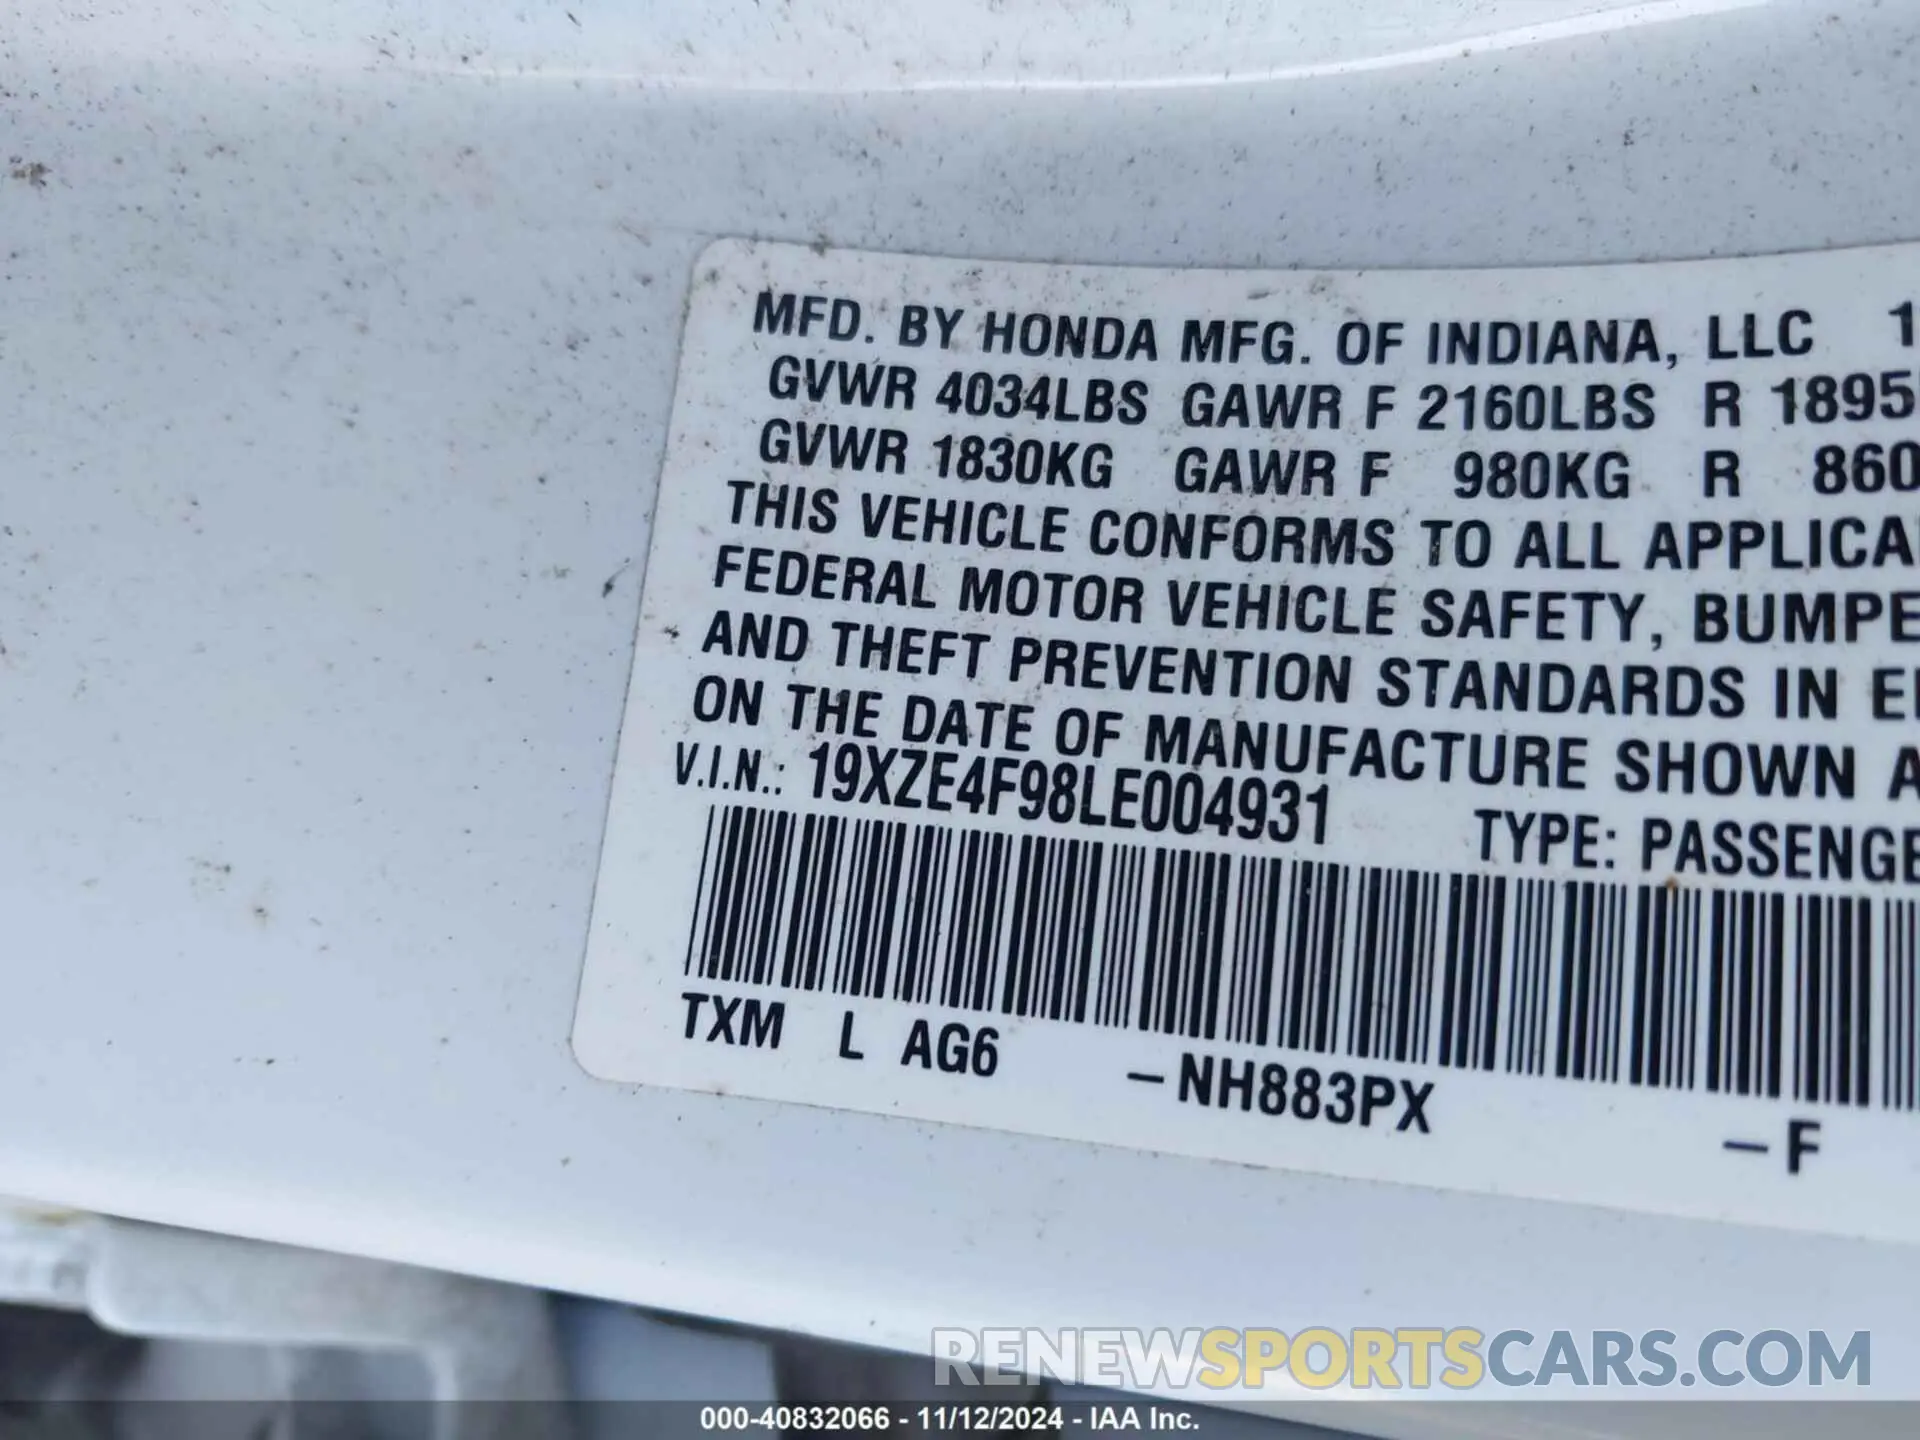 MFD. BY HONDA MFG. OF INDIANA, LLC 1
GVWR 4034LBS GAWR F 2160LBS R 1895
GVWR 1830KG GAWR F 980KG R 860
THIS VEHICLE CONFORMS TO ALL APPLICA
FEDERAL MOTOR VEHICLE SAFETY, BUMPE
AND THEFT PREVENTION STANDARDS IN E
ON THE DATE OF MANUFACTURE SHOWN A
V.I.N.: 19XZE4F98LE004931 TYPE: PASSENGE
TXM L AG6 -NH883PX -F
RENEWSPORTSCARS.COM
000-40832066 - 11/12/2024 - IAA Inc.